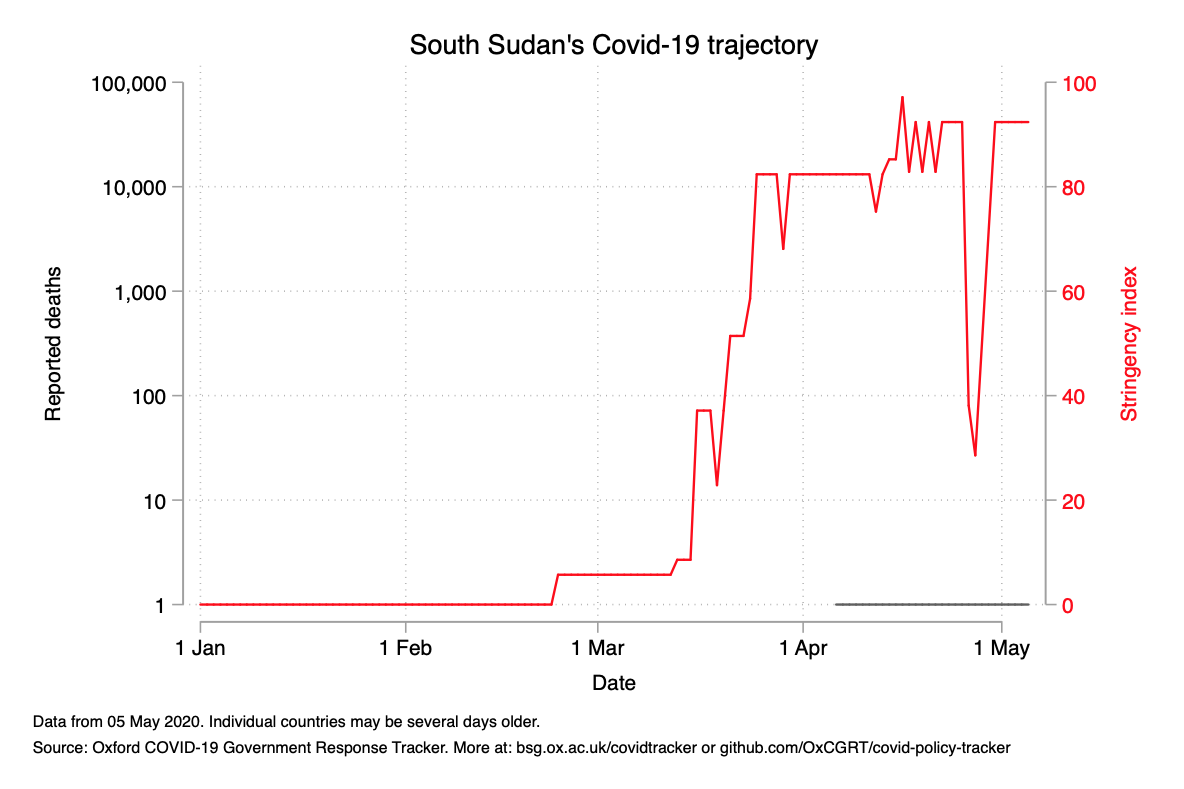 South Sudan's Covid-19 trajectory
100,000
10,000
1,000
100
10
1
Reported deaths
100
80
60
40
20
0
Stringency index
1 Jan
1 Feb
1 Mar
1 Apr
1 May
Date
Data from 05 May 2020. Individual countries may be several days older.
Source: Oxford COVID-19 Government Response Tracker. More at: bsg.ox.ac.uk/covidtracker or github.com/OxCGRT/covid-policy-tracker